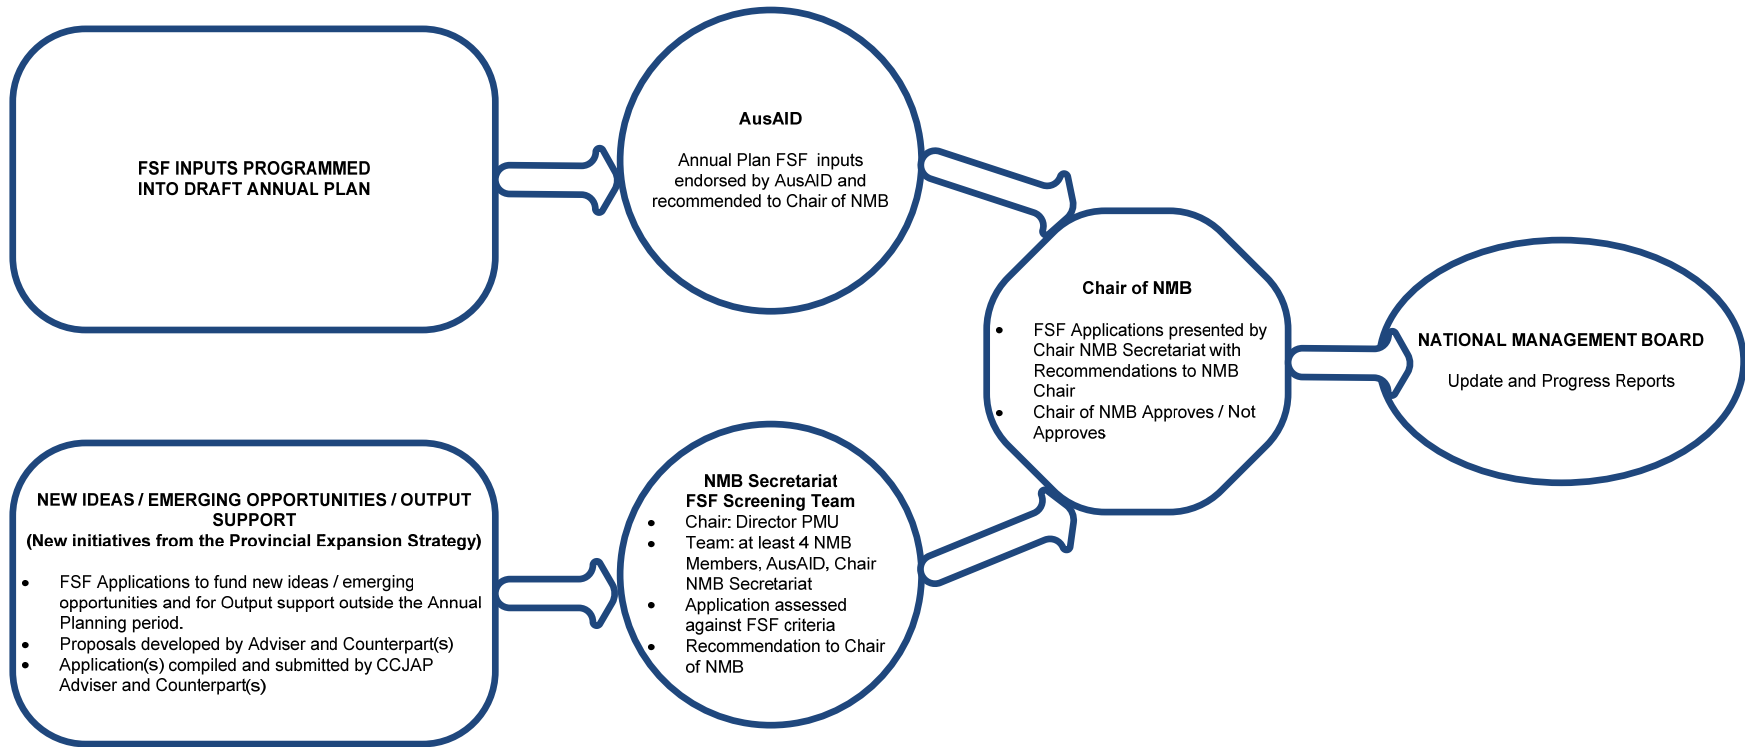 FSF INPUTS PROGRAMMED
INTO DRAFT ANNUAL PLAN
AusAID
Annual Plan FSF inputs
endorsed by AusAID and
recommended to Chair of NMB
NEW IDEAS / EMERGING OPPORTUNITIES / OUTPUT
SUPPORT
(New initiatives from the Provincial Expansion Strategy)
• FSF Applications to fund new ideas / emerging
opportunities and for Output support outside the Annual
Planning period.
• Proposals developed by Adviser and Counterpart(s)
• Application(s) compiled and submitted by CCJAP
Adviser and Counterpart(s)
NMB Secretariat
FSF Screening Team
• Chair: Director PMU
• Team: at least 4 NMB
Members, AusAID, Chair
NMB Secretariat
• Application assessed
against FSF criteria
• Recommendation to Chair
of NMB
Chair of NMB
• FSF Applications presented by
Chair NMB Secretariat with
Recommendations to NMB
Chair
• Chair of NMB Approves / Not
Approves
NATIONAL MANAGEMENT BOARD
Update and Progress Reports